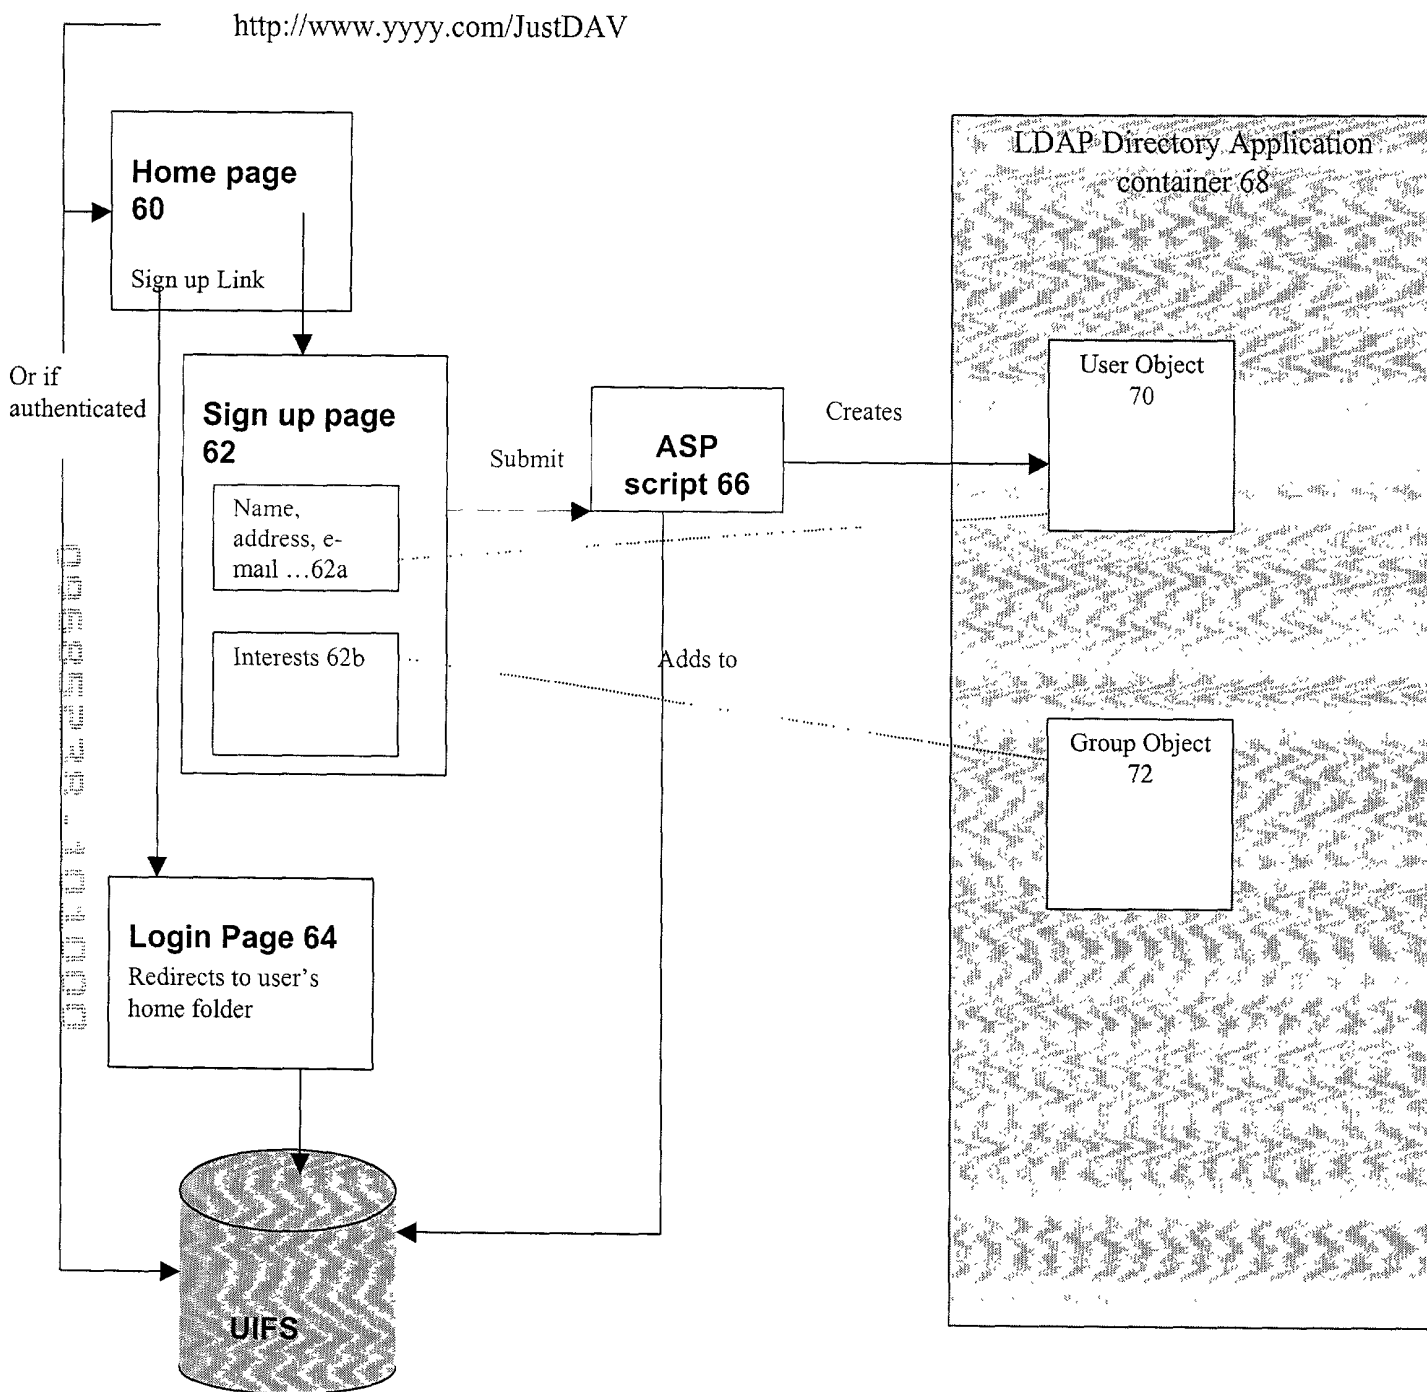 http://www.yyyy.com/JustDAV
LDAP Directory Application
container 68
Home page
60
Sign up Link
Or if
authenticated
User Object
70
Sign up page
62
Submit
ASP
script 66
Creates
Name,
address, e-
mail …62a
Interests 62b
Adds to
Group Object
72
Login Page 64
Redirects to user's
home folder
UIFS